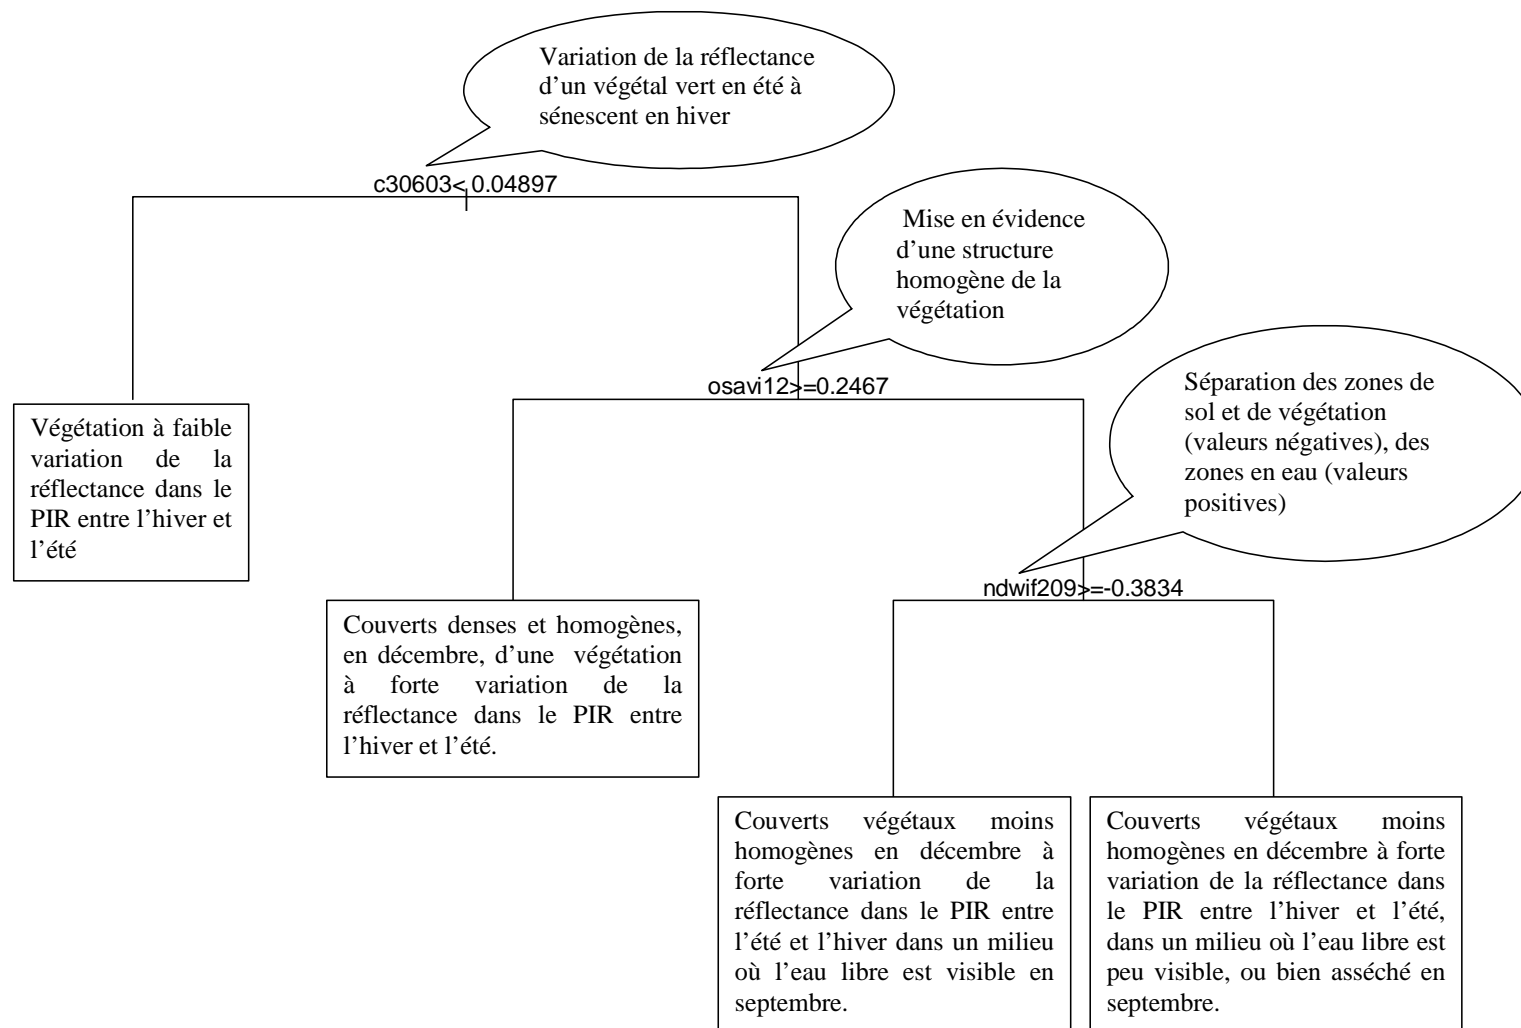 Variation de la réflectance
d’un végétal vert en été à
sénescent en hiver
c30603< 0.04897
Mise en évidence
d’une structure
homogène de la
végétation
osavi12>=0.2467
Séparation des zones de
sol et de végétation
(valeurs négatives), des
zones en eau (valeurs
positives)
ndwif209>=-0.3834
Végétation à faible
variation de la
réflectance dans le
PIR entre l’hiver et
l’été
Couverts denses et homogènes,
en décembre, d’une végétation
à forte variation de la
réflectance dans le PIR entre
l’hiver et l’été.
Couverts végétaux moins
homogènes en décembre à
forte variation de la
réflectance dans le PIR entre
l’été et l’hiver dans un milieu
où l’eau libre est visible en
septembre.
Couverts végétaux moins
homogènes en décembre à forte
variation de la réflectance dans
le PIR entre l’hiver et l’été,
dans un milieu où l’eau libre est
peu visible, ou bien asséché en
septembre.